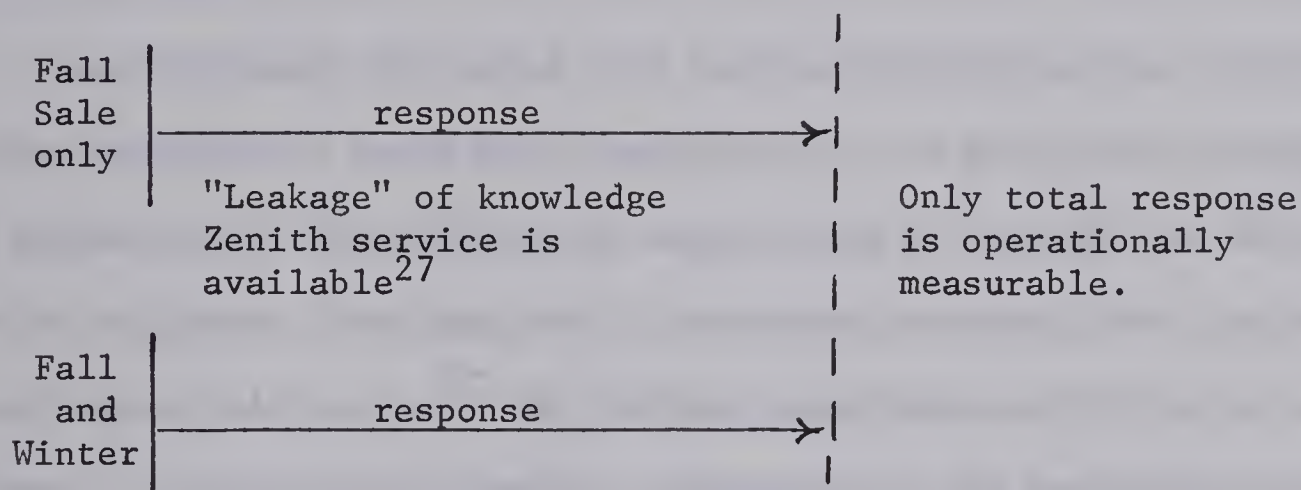 Fall
Sale
only
response
"Leakage" of knowledge
Zenith service is
available27
Only total response
is operationally
measurable.
Fall
and
Winter
response